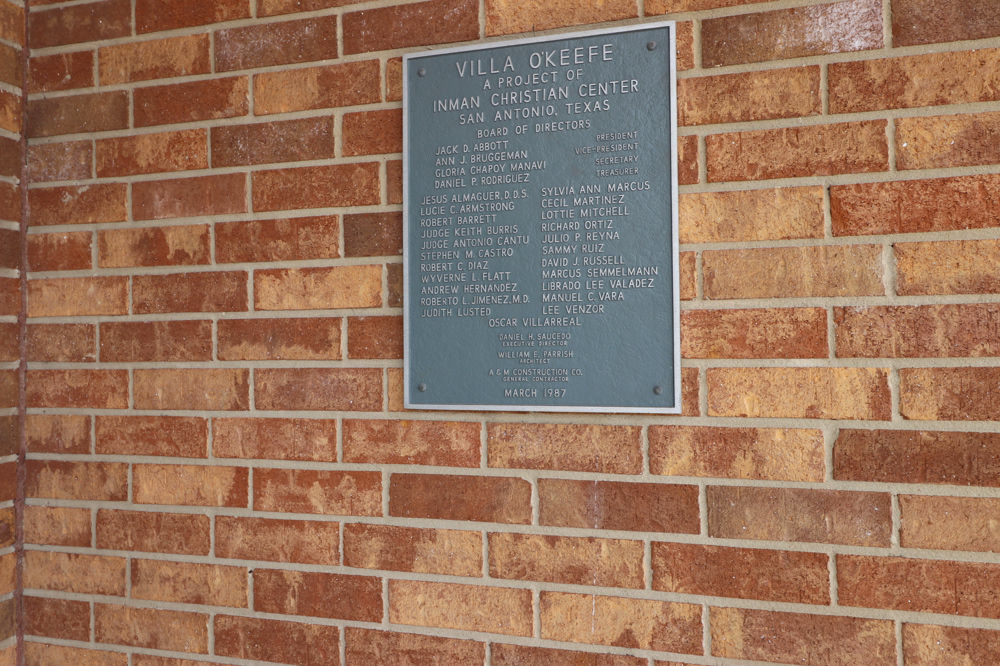 VILLA O'KEEFE
A PROJECT OF
INMAN CHRISTIAN CENTER
SAN ANTONIO, TEXAS
BOARD OF DIRECTORS
JACK D. ABBOTT PRESIDENT
ANN J. BRUGGEMAN VICE-PRESIDENT
GLORIA CHAPOY MANAVI SECRETARY
DANIEL P. RODRIGUEZ TREASURER
JESUS ALMAGUER, D.D.S. SYLVIA ANN MARCUS
LUCIE C. ARMSTRONG CECIL MARTINEZ
ROBERT BARRETT LOTTIE MITCHELL
JUDGE KEITH BURRIS RICHARD ORTIZ
JUDGE ANTONIO CANTU JULIO P. REYNA
STEPHEN M. CASTRO SAMMY RUIZ
ROBERT C. DIAZ DAVID J. RUSSELL
WYVERNE L. FLATT MARCUS SEMMELMANN
ANDREW HERNANDEZ LIBRADO LEE VALADEZ
ROBERTO L. JIMENEZ, M.D. MANUEL C. VARA
JUDITH LUSTED LEE VENZOR
OSCAR VILLARREAL
DANIEL H. SAUCEDO
EXECUTIVE DIRECTOR
WILLIAM E. PARRISH
ARCHITECT
A & M CONSTRUCTION CO.
GENERAL CONTRACTOR
MARCH 1987